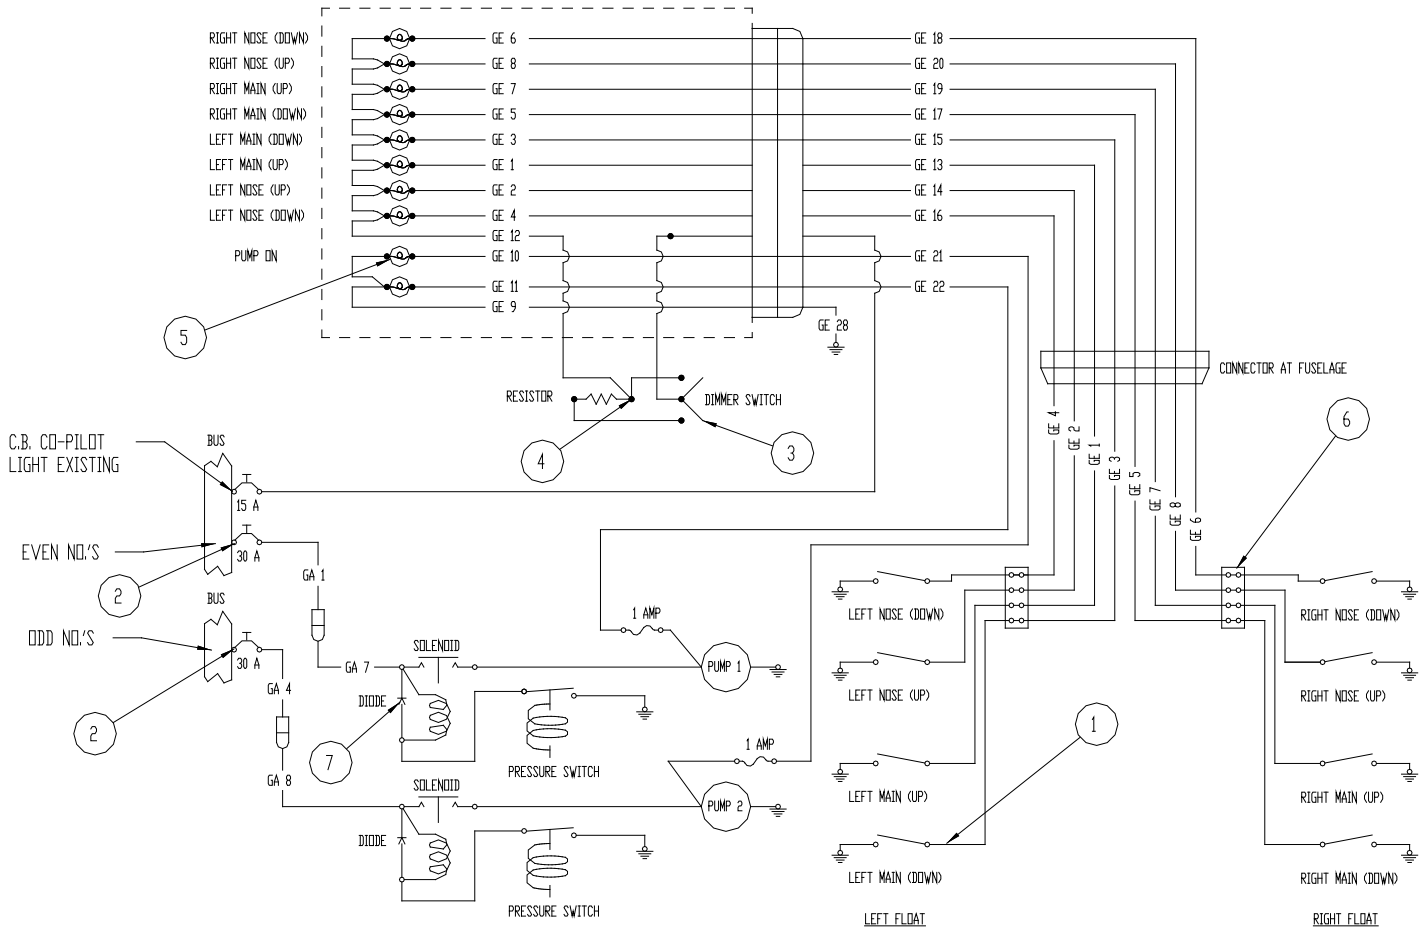 RIGHT NOSE (DOWN) GE 6 GE 18
RIGHT NOSE (UP) GE 8 GE 20
RIGHT MAIN (UP) GE 7 GE 19
RIGHT MAIN (DOWN) GE 5 GE 17
LEFT MAIN (DOWN) GE 3 GE 15
LEFT MAIN (UP) GE 1 GE 13
LEFT NOSE (UP) GE 2 GE 14
LEFT NOSE (DOWN) GE 4 GE 16
GE 12
PUMP ON GE 10 GE 21
GE 11 GE 22
GE 9
GE 28
5
CONNECTOR AT FUSELAGE
RESISTOR
DIMMER SWITCH
4
3
6
GE 4
GE 2
GE 1
GE 3
GE 5
GE 7
GE 8
GE 6
C.B. CO-PILOT
LIGHT EXISTING
BUS
15 A
EVEN NO.'S
30 A
2
GA 1
BUS
ODD NO.'S
30 A
2
GA 4
GA 7
GA 8
SOLENOID
DIODE
7
1 AMP
PUMP 1
PRESSURE SWITCH
1 AMP
SOLENOID
DIODE
PUMP 2
PRESSURE SWITCH
LEFT NOSE (DOWN)
LEFT NOSE (UP)
1
LEFT MAIN (UP)
LEFT MAIN (DOWN)
LEFT FLOAT
RIGHT NOSE (DOWN)
RIGHT NOSE (UP)
RIGHT MAIN (UP)
RIGHT MAIN (DOWN)
RIGHT FLOAT